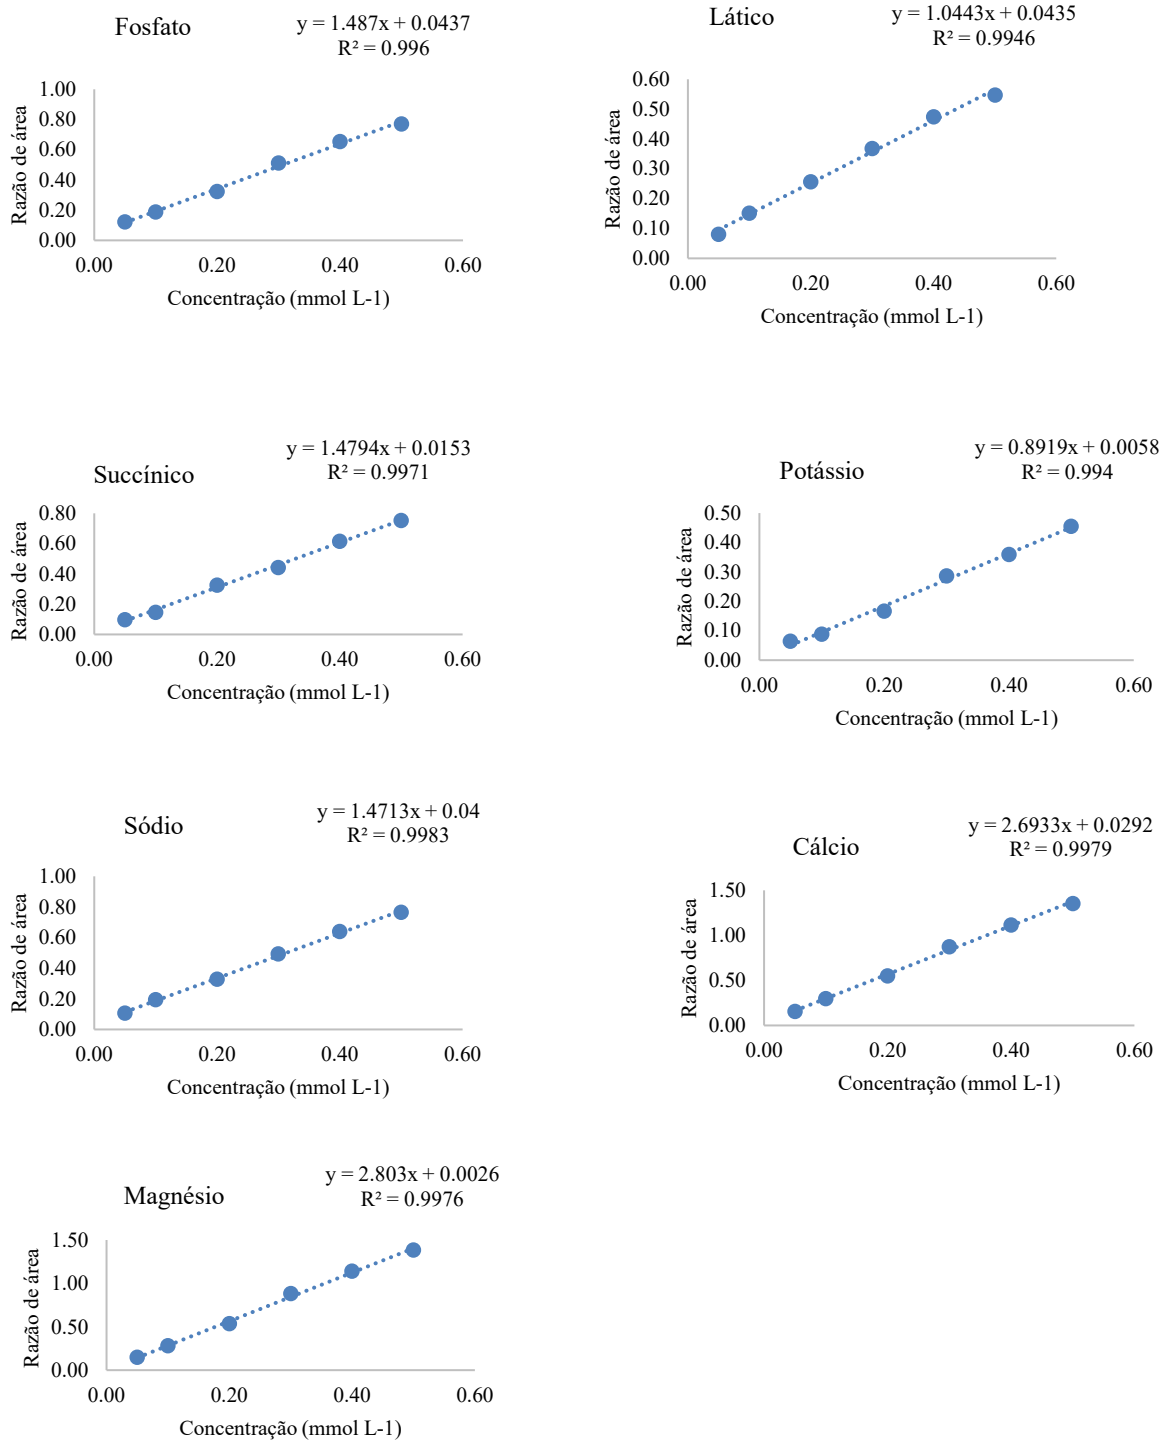 Fosfato
y = 1.487x + 0.0437
R² = 0.996
Razão de área
1.00
0.80
0.60
0.40
0.20
0.00
0.00 0.20 0.40 0.60
Concentração (mmol L-1)
Lático
y = 1.0443x + 0.0435
R² = 0.9946
Razão de área
0.60
0.50
0.40
0.30
0.20
0.10
0.00
0.00 0.20 0.40 0.60
Concentração (mmol L-1)
Succínico
y = 1.4794x + 0.0153
R² = 0.9971
Razão de área
0.80
0.60
0.40
0.20
0.00
0.00 0.20 0.40 0.60
Concentração (mmol L-1)
Potássio
y = 0.8919x + 0.0058
R² = 0.994
Razão de área
0.50
0.40
0.30
0.20
0.10
0.00
0.00 0.20 0.40 0.60
Concentração (mmol L-1)
Sódio
y = 1.4713x + 0.04
R² = 0.9983
Razão de área
1.00
0.80
0.60
0.40
0.20
0.00
0.00 0.20 0.40 0.60
Concentração (mmol L-1)
Cálcio
y = 2.6933x + 0.0292
R² = 0.9979
Razão de área
1.50
1.00
0.50
0.00
0.00 0.20 0.40 0.60
Concentração (mmol L-1)
Magnésio
y = 2.803x + 0.0026
R² = 0.9976
Razão de área
1.50
1.00
0.50
0.00
0.00 0.20 0.40 0.60
Concentração (mmol L-1)